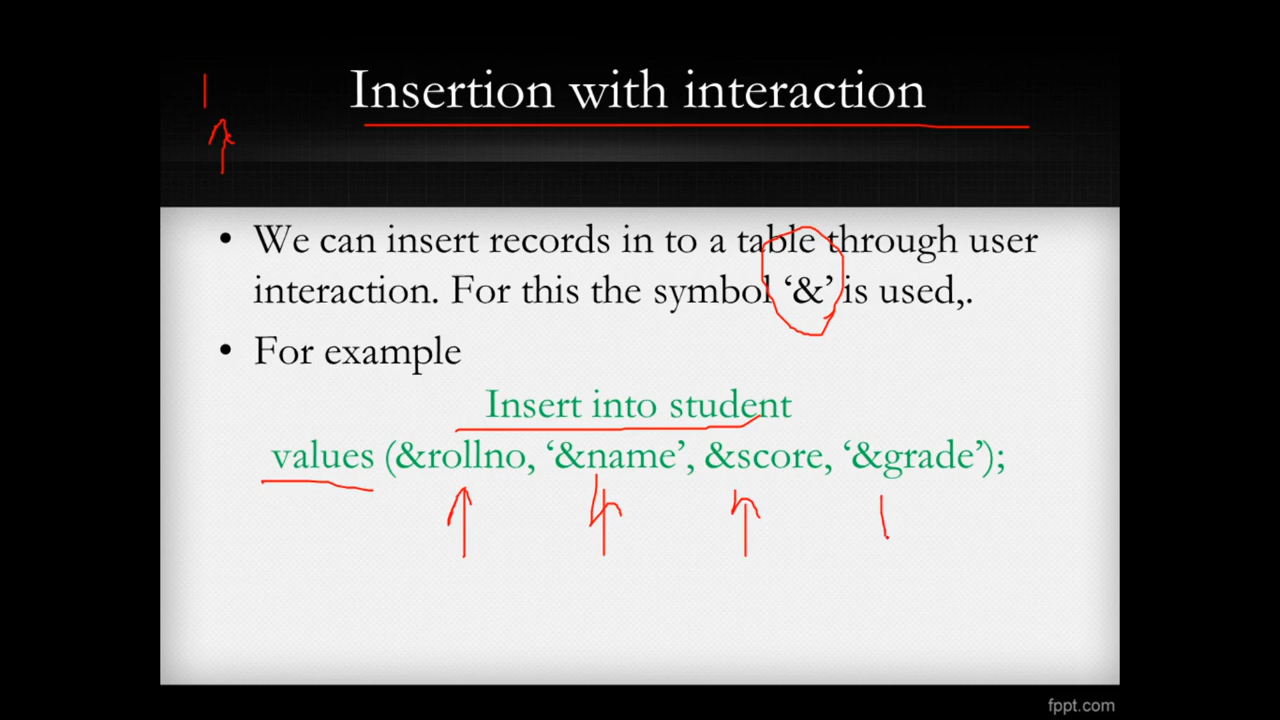 Insertion with interaction
• We can insert records in to a table through user
interaction. For this the symbol ‘&’ is used,.
• For example
Insert into student
values (&rollno, ‘&name’, &score, ‘&grade’);
fppt.com